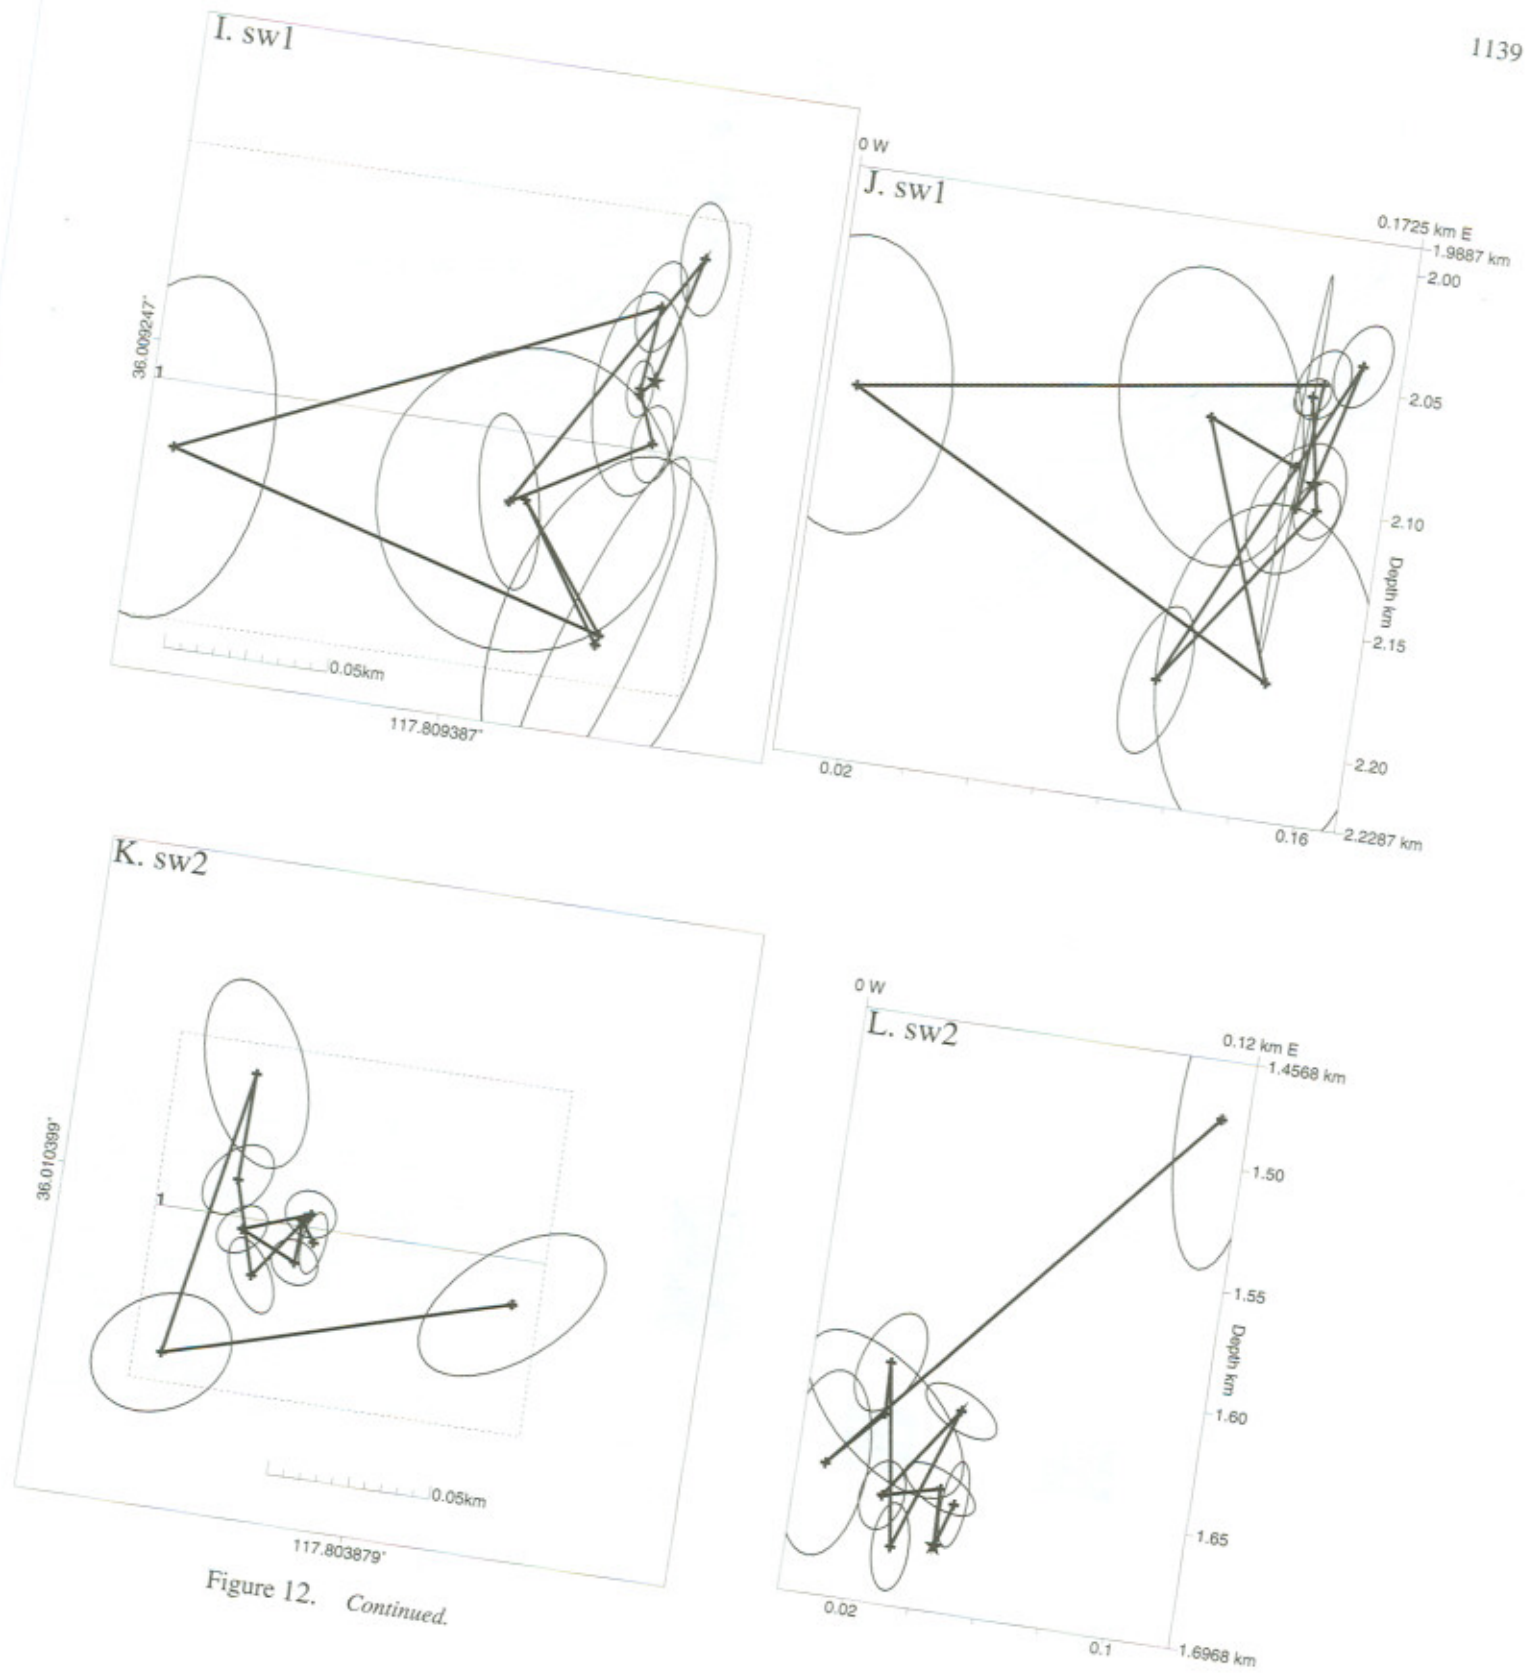 1139
I. sw1
36.009247°
1
0.05km
117.809387°
0 W
J. sw1
0.1725 km E
1.9887 km
2.00
2.05
2.10
Depth km
2.15
2.20
2.2287 km
0.02
0.16
K. sw2
36.010399°
1
0.05km
117.803879°
0 W
L. sw2
0.12 km E
1.4568 km
1.50
1.55
Depth km
1.60
1.65
1.6968 km
0.02
0.1
Figure 12. Continued.